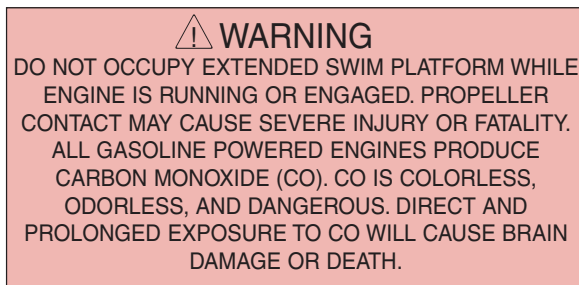 WARNING
DO NOT OCCUPY EXTENDED SWIM PLATFORM WHILE
ENGINE IS RUNNING OR ENGAGED. PROPELLER
CONTACT MAY CAUSE SEVERE INJURY OR FATALITY.
ALL GASOLINE POWERED ENGINES PRODUCE
CARBON MONOXIDE (CO). CO IS COLORLESS,
ODORLESS, AND DANGEROUS. DIRECT AND
PROLONGED EXPOSURE TO CO WILL CAUSE BRAIN
DAMAGE OR DEATH.